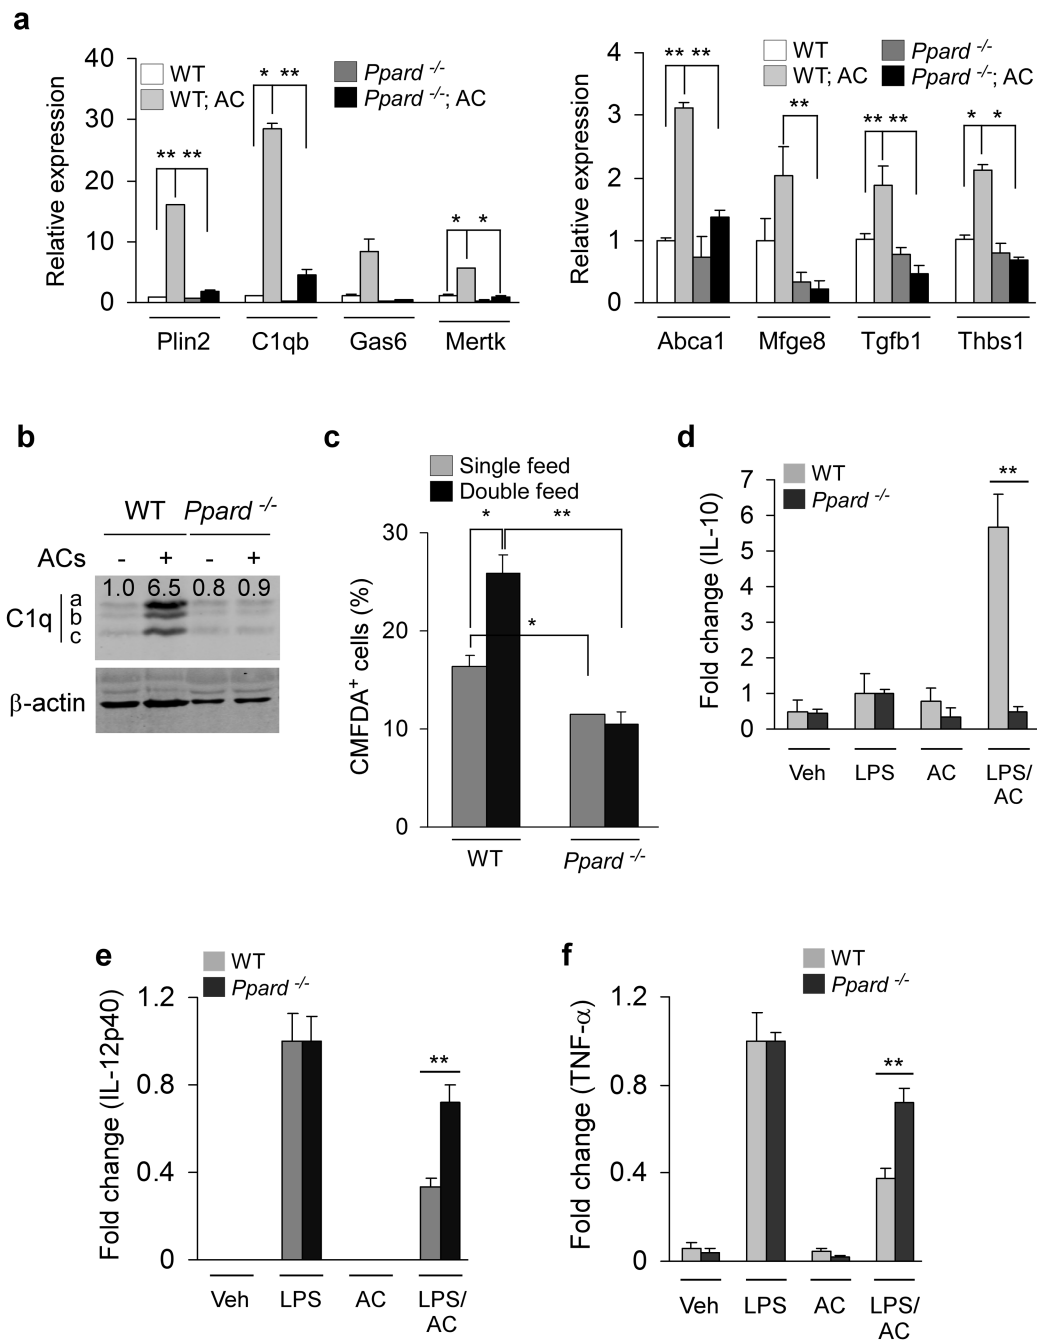 a
40
30
20
10
0
Relative expression
WT
WT; AC
Ppard -/-
Ppard -/-; AC
** **
* **
* *
Plin2 C1qb Gas6 Mertk
4
3
2
1
0
Relative expression
WT
WT; AC
Ppard -/-
Ppard -/-; AC
** **
**
** **
* *
Abca1 Mfge8 Tgfb1 Thbs1
b
WT Ppard -/-
ACs - + - +
1.0 6.5 0.8 0.9
C1q
a
b
c
β-actin
c
Single feed
Double feed
* **
*
30
20
10
0
CMFDA+ cells (%)
WT Ppard -/-
d
WT
Ppard -/-
**
7
6
5
4
3
2
1
0
Fold change (IL-10)
Veh LPS AC LPS/
AC
e
WT
Ppard -/-
**
1.2
0.8
0.4
0
Fold change (IL-12p40)
Veh LPS AC LPS/
AC
f
WT
Ppard -/-
**
1.2
0.8
0.4
0
Fold change (TNF-α)
Veh LPS AC LPS/
AC